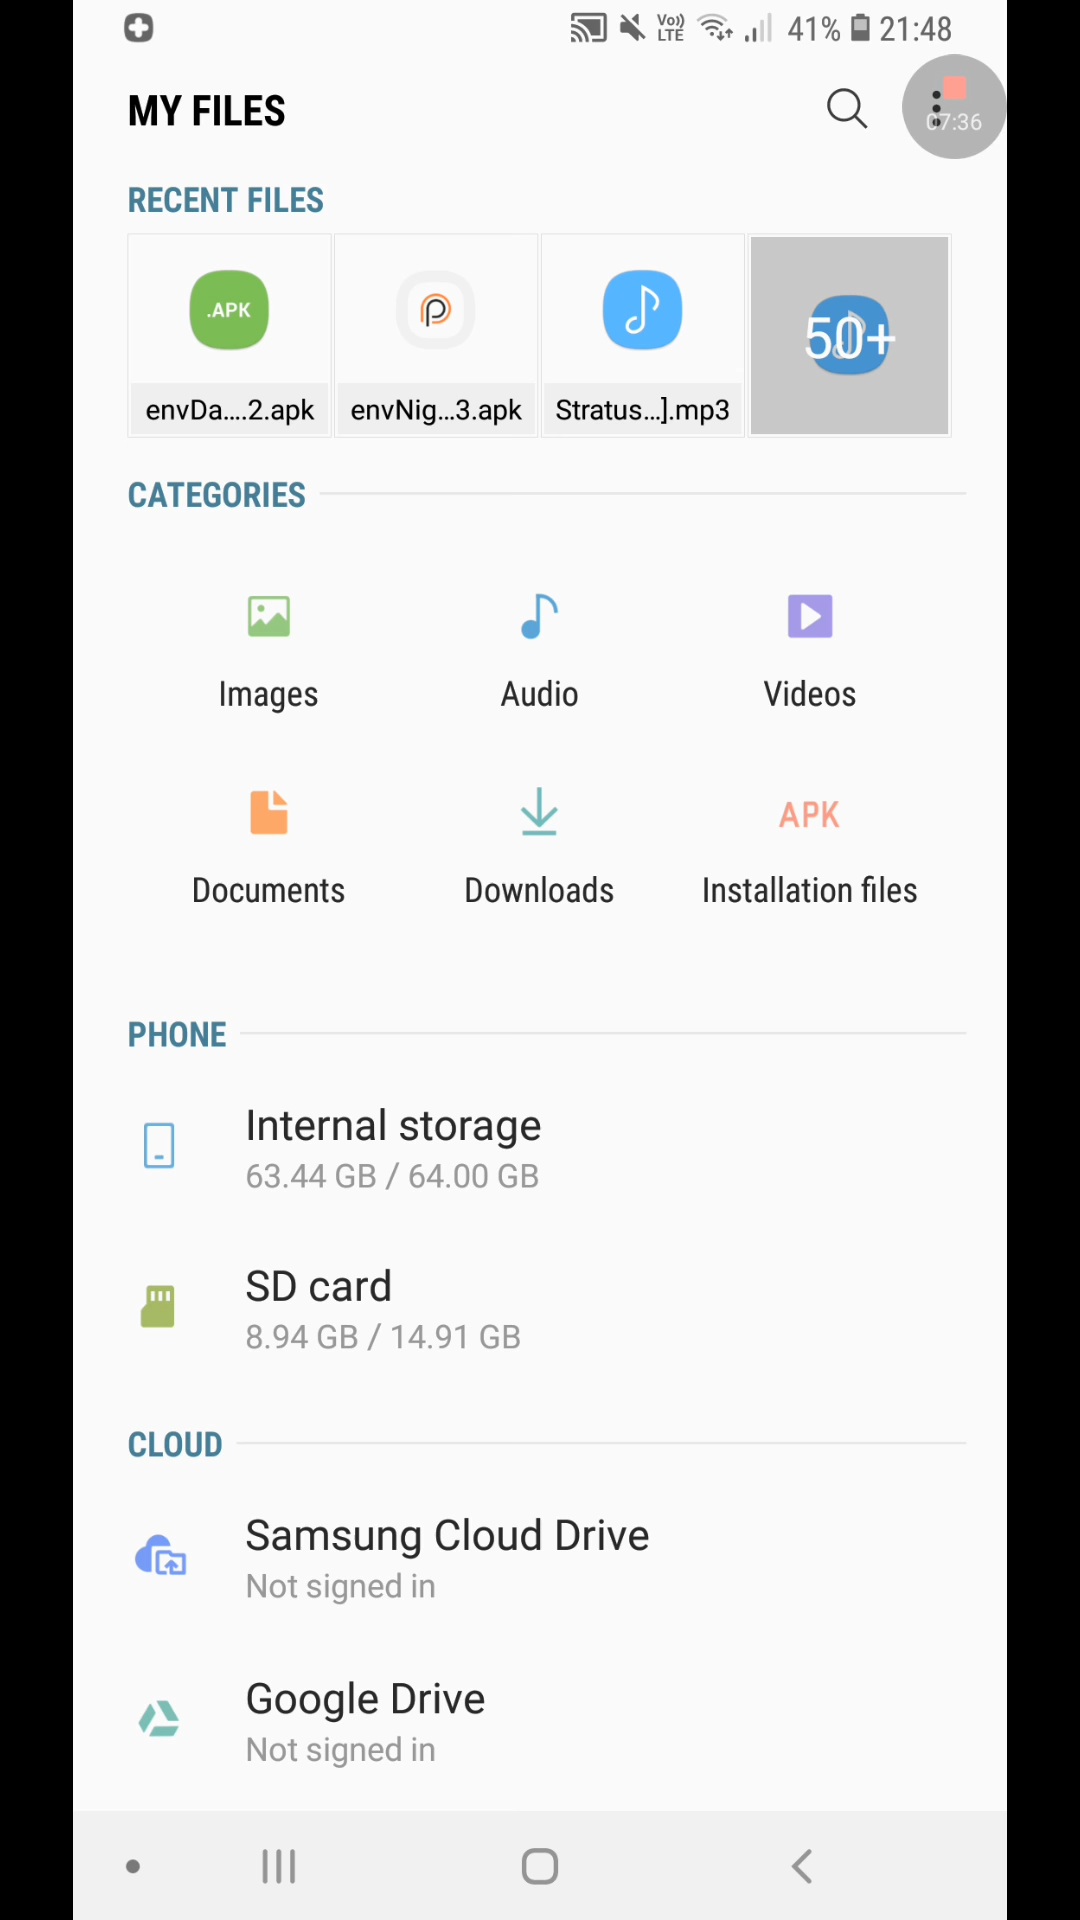 Vo)) LTE 41% 21:48
MY FILES
07:36
RECENT FILES
.APK
50+
envDa....2.apk envNig...3.apk Stratus...].mp3
CATEGORIES
Images Audio Videos
APK
Documents Downloads Installation files
PHONE
Internal storage
63.44 GB / 64.00 GB
SD card
8.94 GB / 14.91 GB
CLOUD
Samsung Cloud Drive
Not signed in
Google Drive
Not signed in